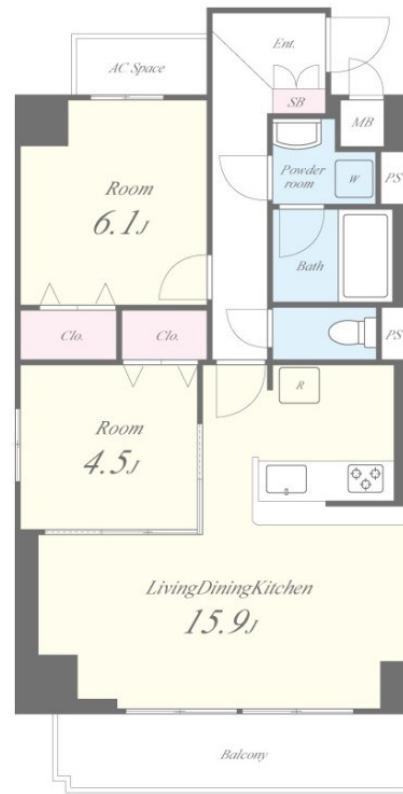 Ent.
AC Space
SB
MB
Powder
room
W
PS
Room
6.1J
Bath
Clo.
Clo.
PS
R
Room
4.5J
LivingDiningKitchen
15.9J
Balcony